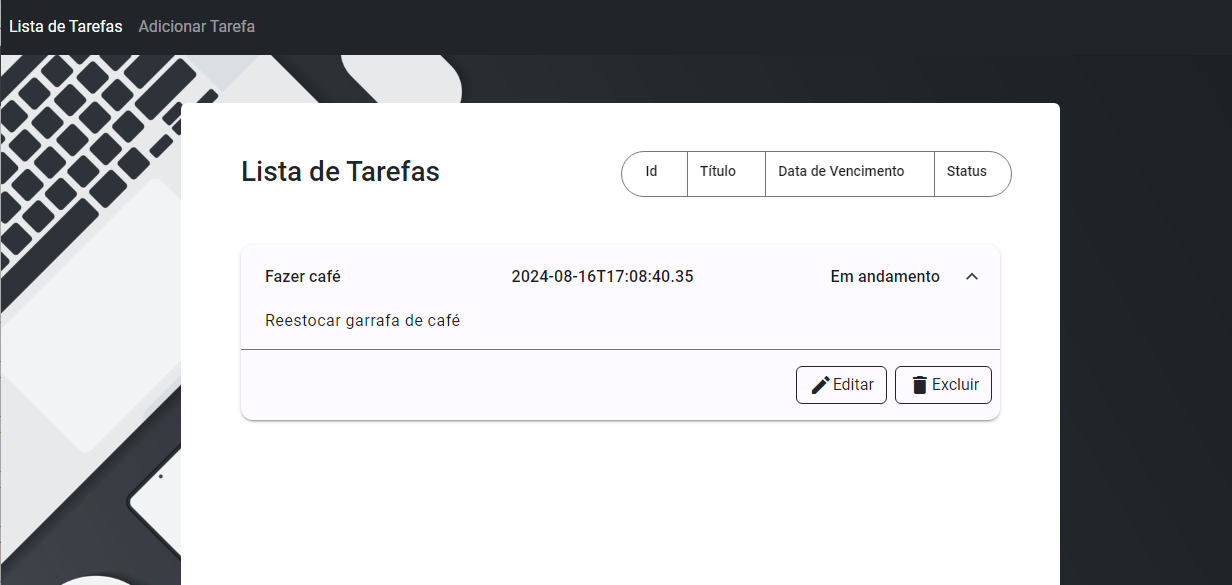 Lista de Tarefas Adicionar Tarefa
Lista de Tarefas
Id Título Data de Vencimento Status
Fazer café 2024-08-16T17:08:40.35 Em andamento
Reestocar garrafa de café
Editar Excluir